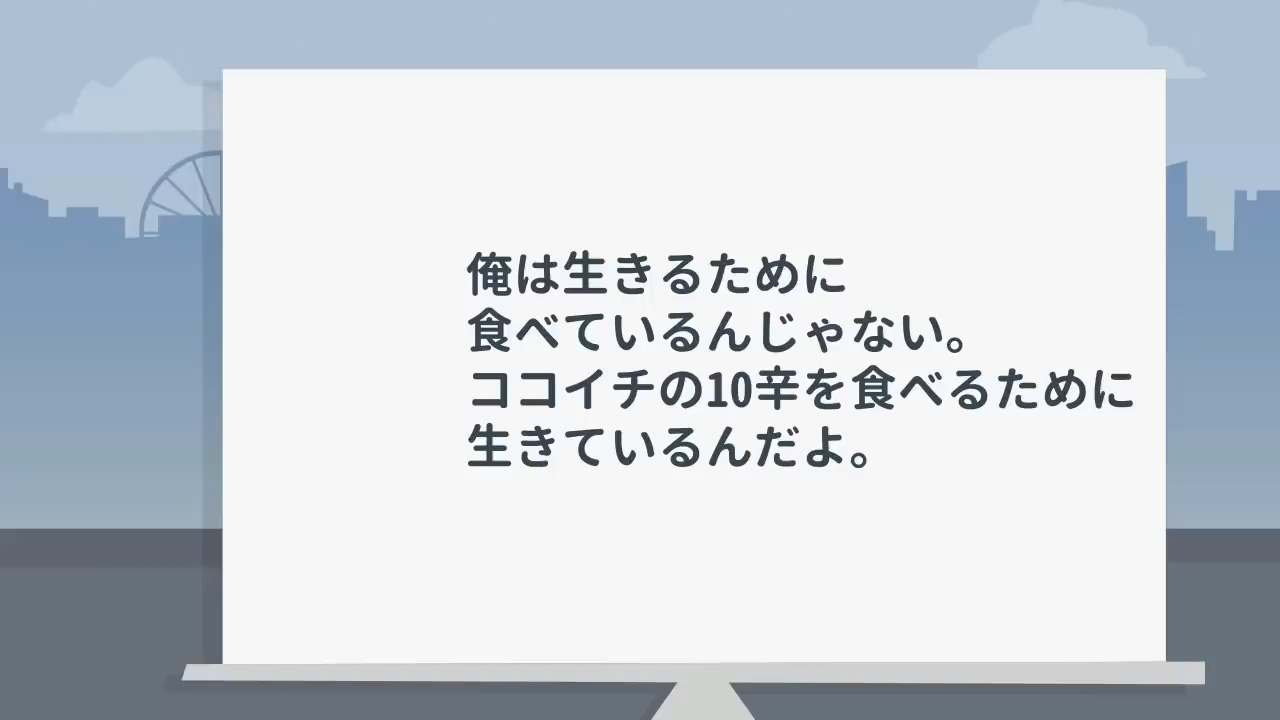 俺は生きるために
食べているんじゃない。
ココイチの10辛を食べるために
生きているんだよ。